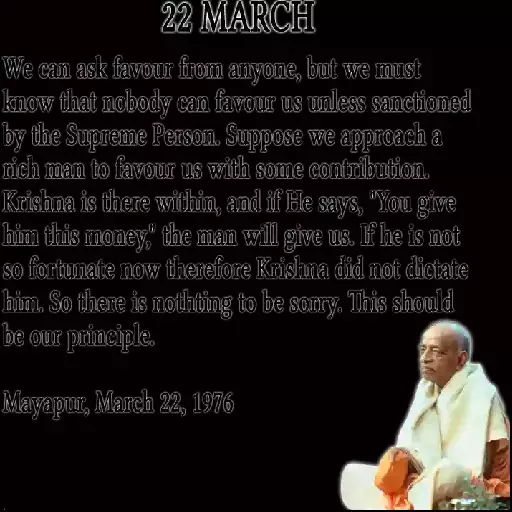 22 MARCH
We can ask favour from anyone, but we must
know that nobody can favour us unless sanctioned
by the Supreme Person. Suppose we approach a
rich man to favour us with some contribution.
Krishna is there within, and if He says, "You give
him this money," the man will give us. If he is not
so fortunate now therefore Krishna did not dictate
him. So there is nothting to be sorry. This should
be our principle.
Mayapur, March 22, 1976